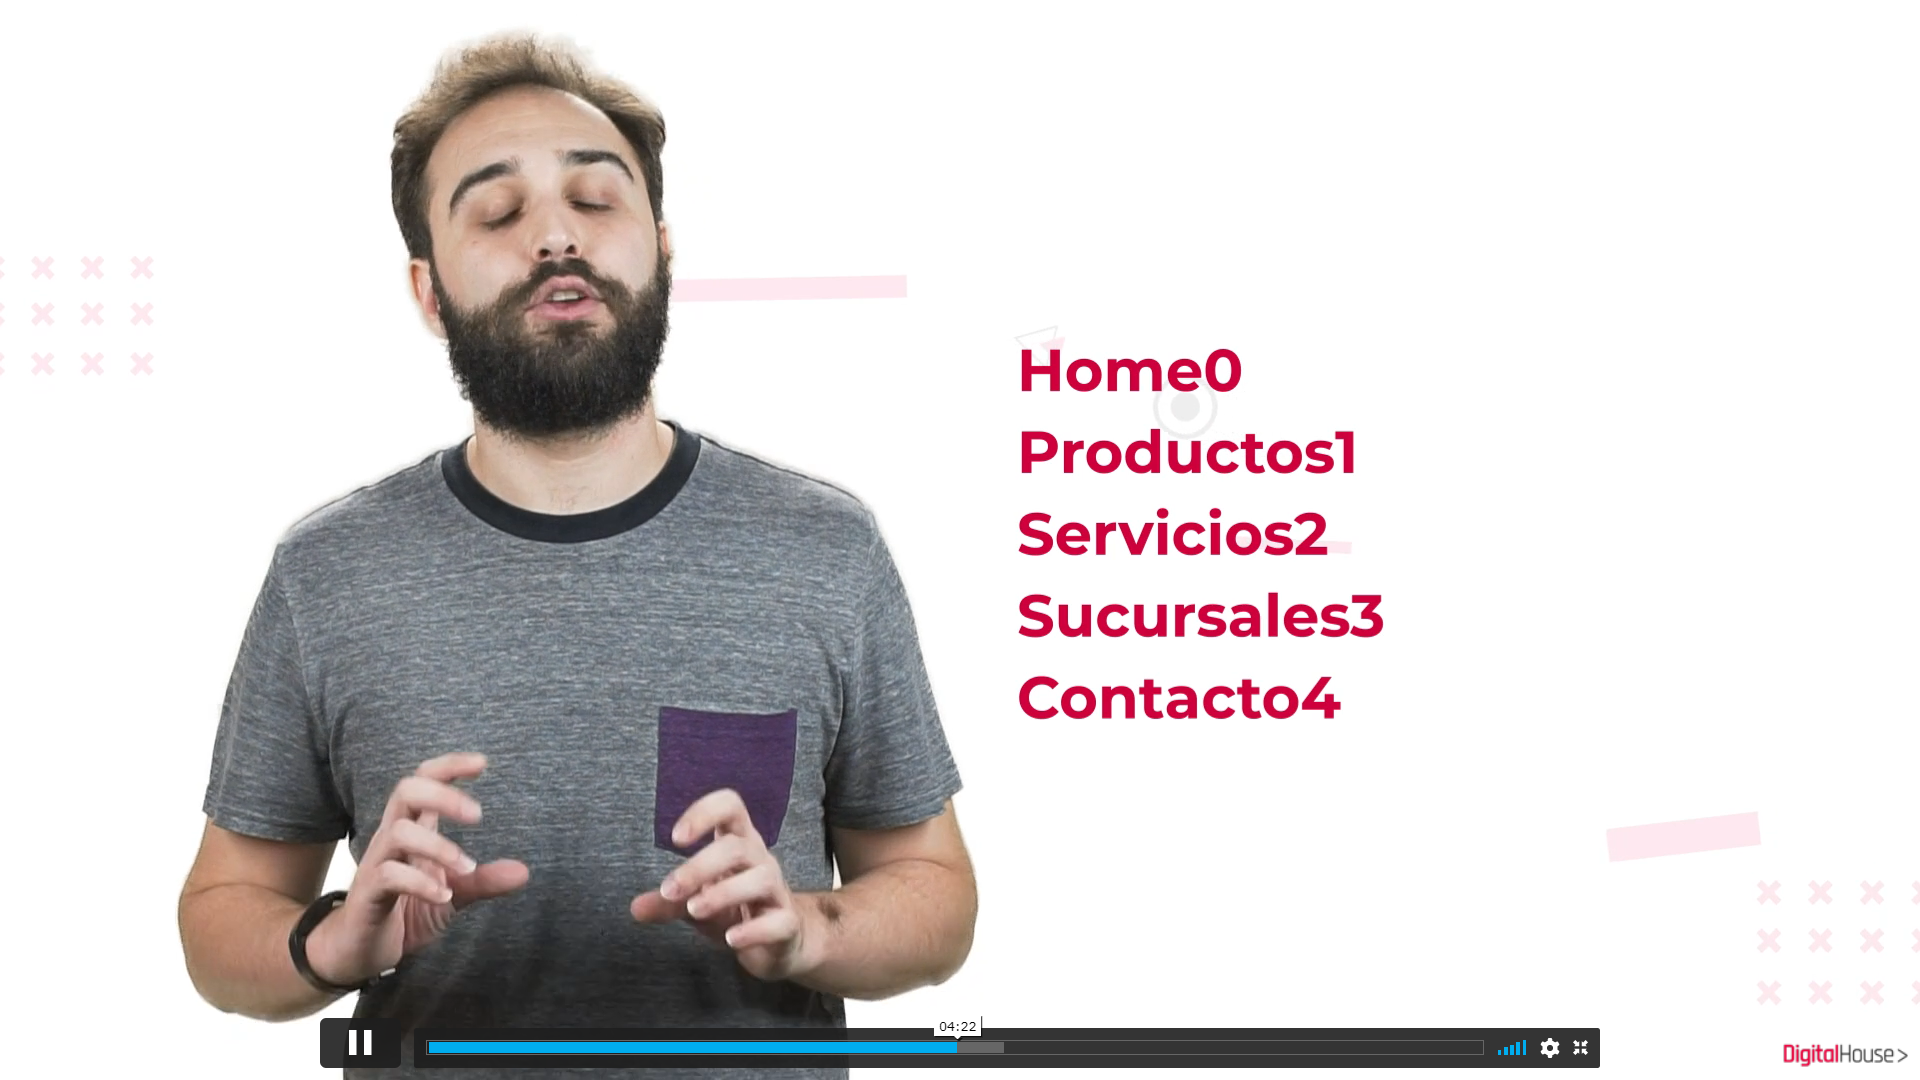 Home0
Productos1
Servicios2
Sucursales3
Contacto4
04:22
DigitalHouse>